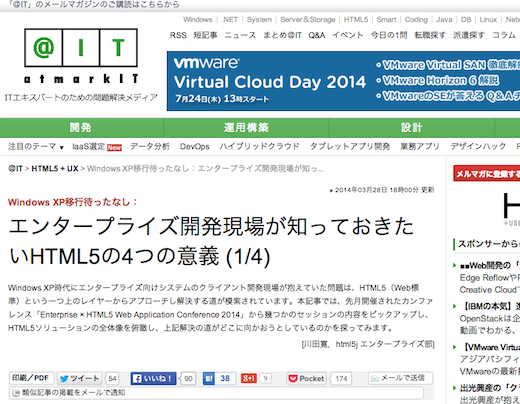 「@IT」のメールマガジンのご購読はこちらから
Windows .NET System Server&Storage HTML5 Smart Coding Java DB Linux Netw
RSS 短記事 ニュース まとめ@IT Q&A イベント 今日の1問 転職探す 派遣探す コラム
@IT
atmarkIT
ITエキスパートのための問題解決メディア
vmware
Virtual Cloud Day 2014
7月24日(木) 13時スタート
・VMware Virtual SAN 徹底解
・VMware Horizon 6 解説
・VMwareのSEが答える Q&Aチ
開発 運用構築 設計
注目のテーマ IaaS選定 New データ分析 DevOps ハイブリッドクラウド タブレットアプリ開発 業務アプリ デザインハック
@IT > HTML5 + UX > Windows XP移行待ったなし:エンタープライズ開発現場が知っ...
2014年03月28日 18時00分 更新
Windows XP移行待ったなし:
エンタープライズ開発現場が知っておきた
いHTML5の4つの意義 (1/4)
Windows XP時代にエンタープライズ向けシステムのクライアント開発現場が抱えていた問題は、HTML5(Web標
準)という一つ上のレイヤーからアプローチし解決する道が模索されています。本記事では、先月開催されたカンファ
レンス「Enterprise × HTML5 Web Application Conference 2014」から幾つかのセッションの内容をピックアップし、
HTML5ソリューションの全体像を俯瞰し、上記解決の道がどこに向かおうとしているのかを探ってみます。
[川田寛, html5j エンタープライズ部]
印刷/PDF ツイート 54 いいね! 90 B! 38 g+1 9 Pocket 174 メールで送信
類似記事の掲載をメールで通知
メルマガに登録する
H
+USE
スポンサーから
■■Web開発の「
Edge ReflowやP
Creative Cloudで
【IBMの本気】進
OpenStackは企
動画でわかる、
【VMware Virtua
アジアパシフィ
VMwareの最新技
出光興産の「ク